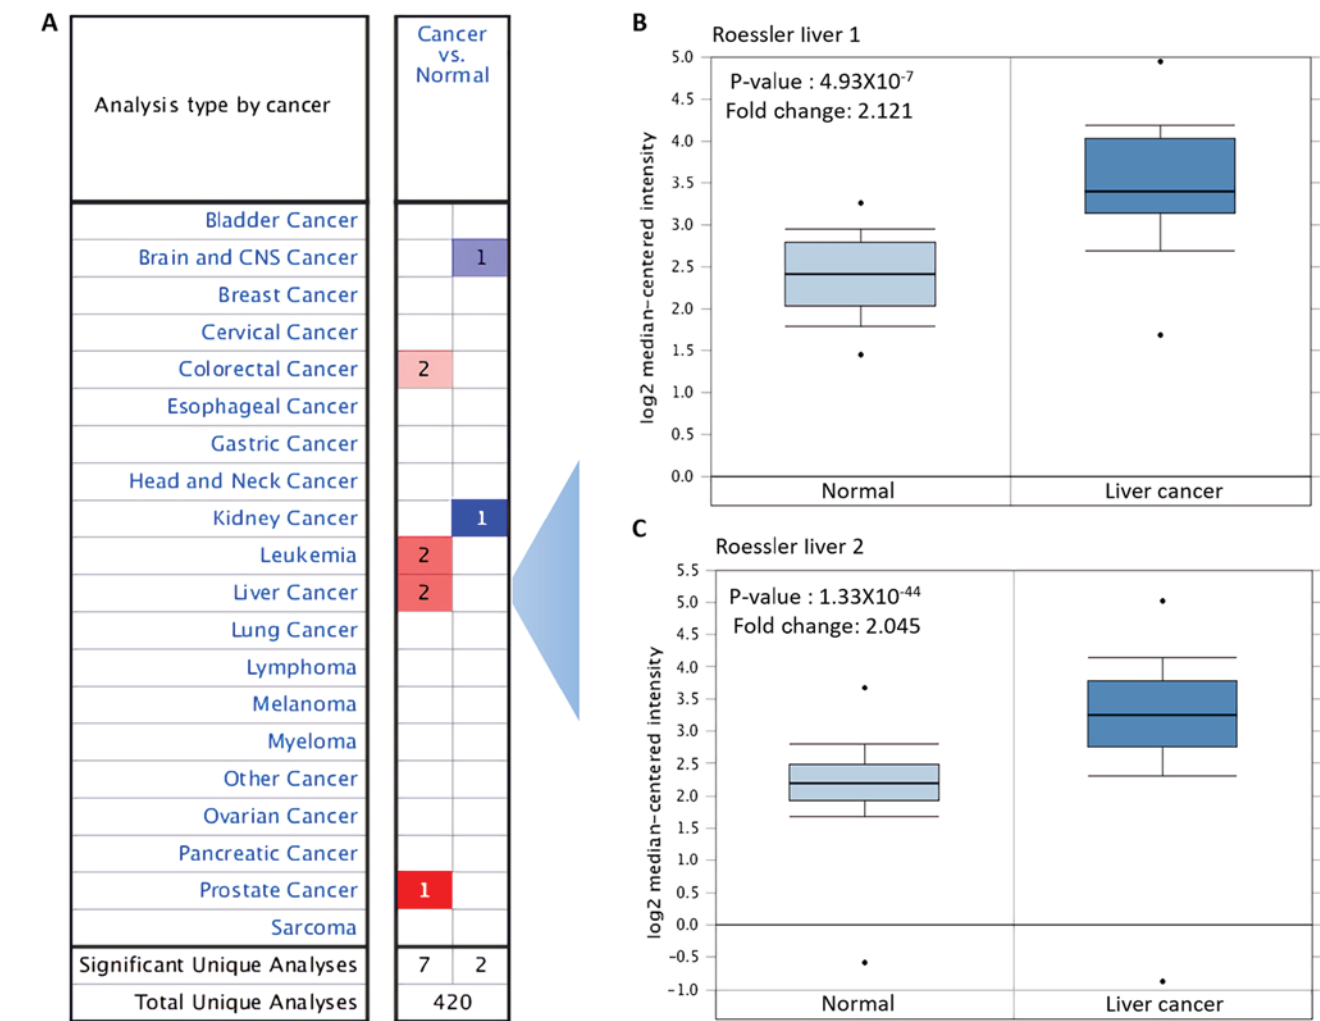 A
Analysis type by cancer
Cancer
vs.
Normal
Bladder Cancer
Brain and CNS Cancer 1
Breast Cancer
Cervical Cancer
Colorectal Cancer 2
Esophageal Cancer
Gastric Cancer
Head and Neck Cancer
Kidney Cancer 1
Leukemia 2
Liver Cancer 2
Lung Cancer
Lymphoma
Melanoma
Myeloma
Other Cancer
Ovarian Cancer
Pancreatic Cancer
Prostate Cancer 1
Sarcoma
Significant Unique Analyses 7 2
Total Unique Analyses 420
B
Roessler liver 1
P-value : 4.93X10⁻⁷
Fold change: 2.121
log2 median-centered intensity
5.0
4.5
4.0
3.5
3.0
2.5
2.0
1.5
1.0
0.5
0.0
Normal Liver cancer
C
Roessler liver 2
P-value : 1.33X10⁻⁴⁴
Fold change: 2.045
log2 median-centered intensity
5.5
5.0
4.5
4.0
3.5
3.0
2.5
2.0
1.5
1.0
0.5
0.0
-0.5
-1.0
Normal Liver cancer